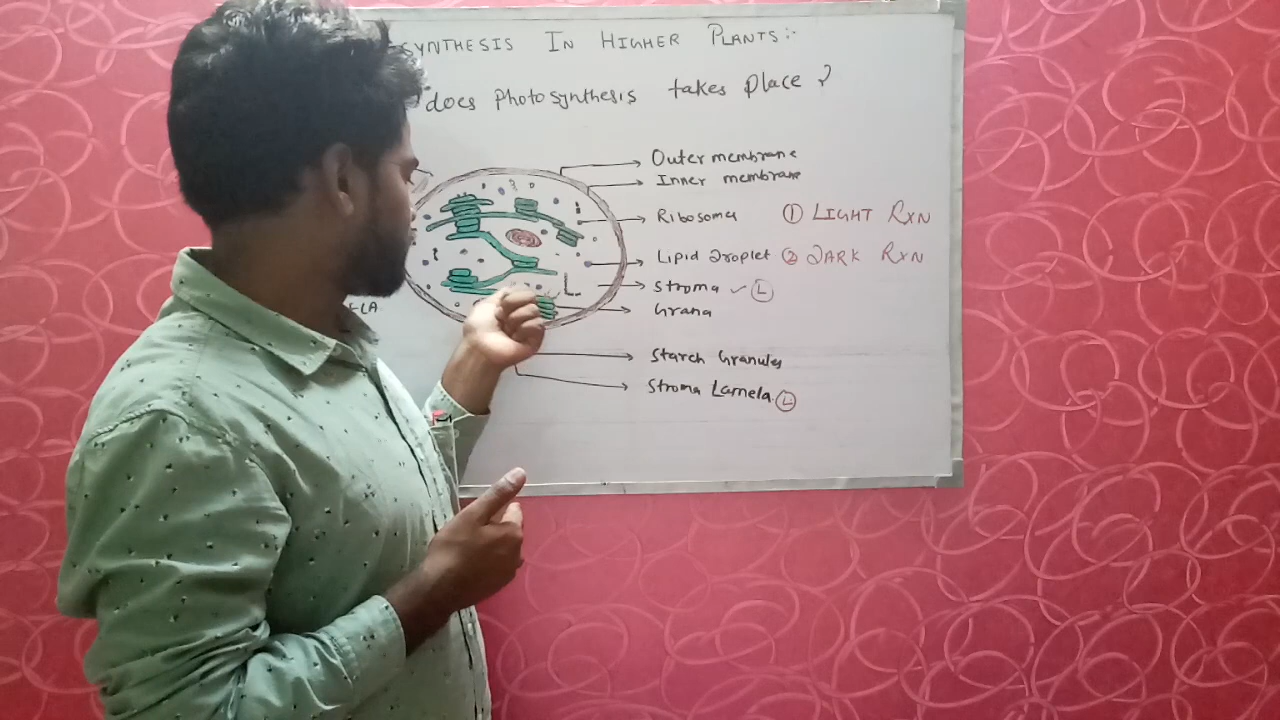 SYNTHESIS IN HIGHER PLANTS:-
does Photosynthesis takes place ?
Outer membrane
Inner membrane
Ribosome ① LIGHT RXN
Lipid Droplet ② DARK RXN
Stroma ✓ Ⓛ
Grana
Starch Granules
Stroma Lamela Ⓛ